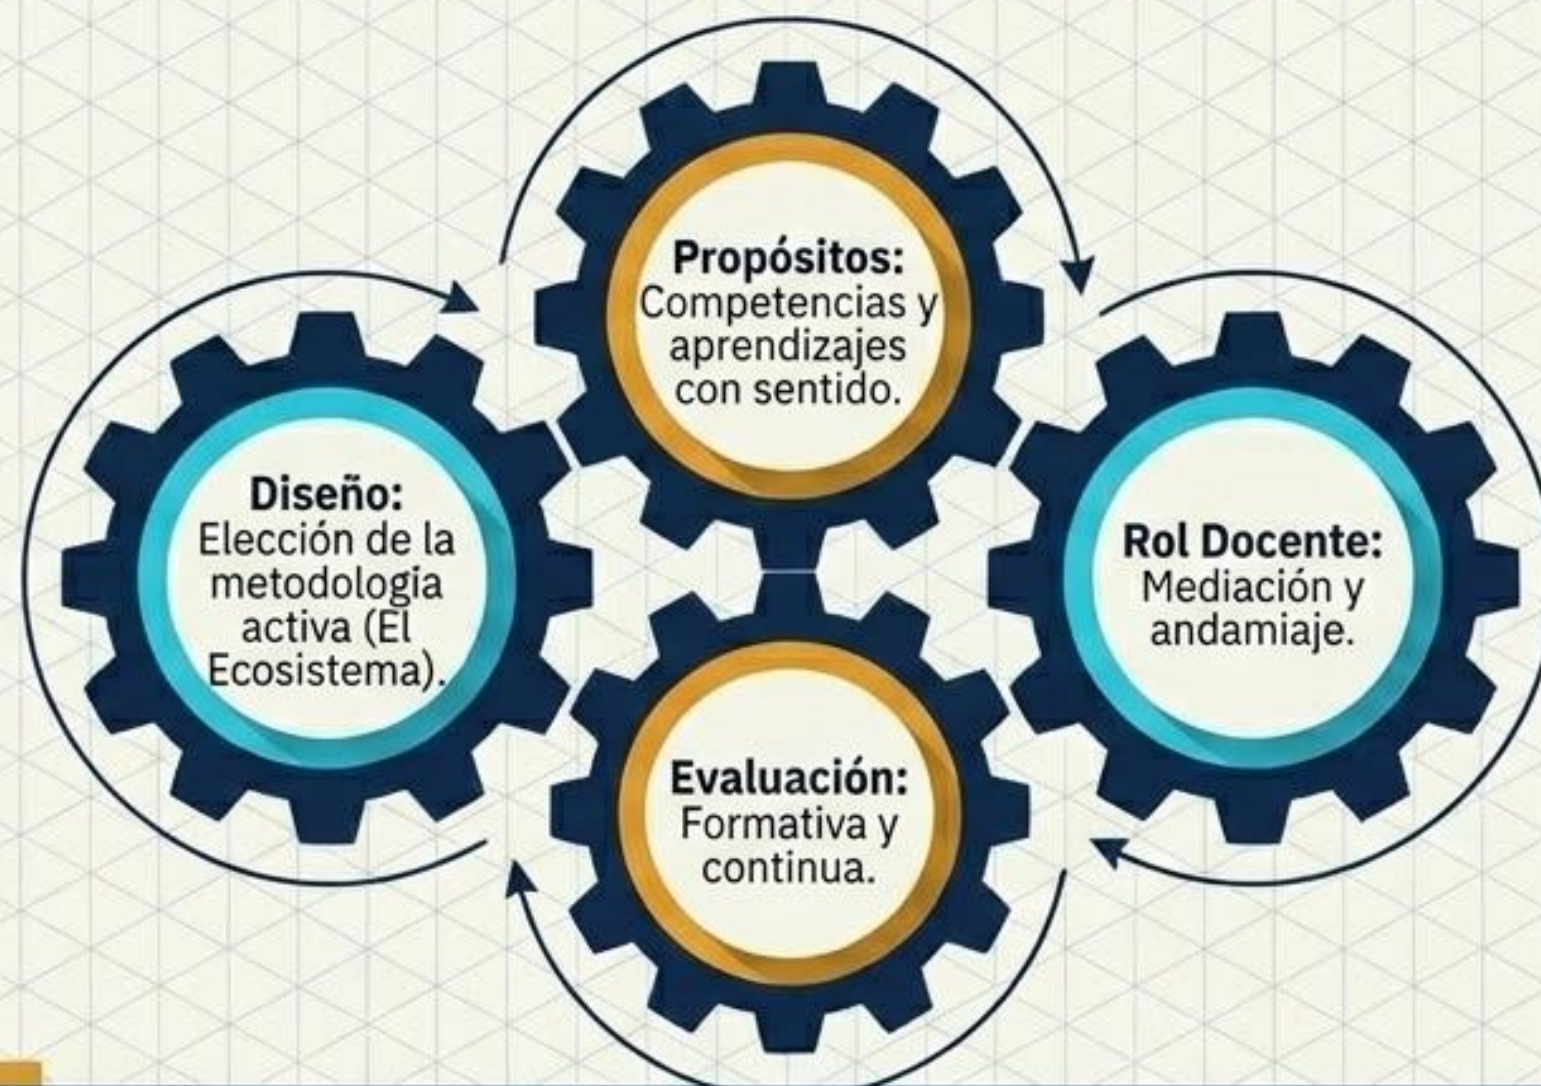 Propósitos:
Competencias y
aprendizajes
con sentido.
Diseño:
Elección de la
metodología
activa (El
Ecosistema).
Rol Docente:
Mediación y
andamiaje.
Evaluación:
Formativa y
continua.